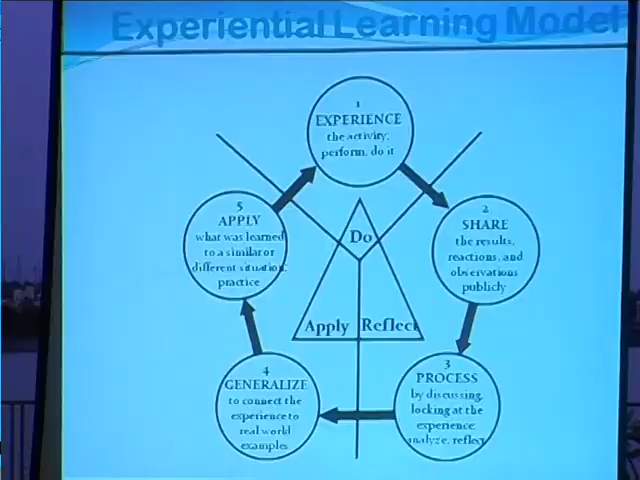 Experiential Learning Model
1
EXPERIENCE
the activity;
perform, do it
2
SHARE
the results,
reactions, and
observations
publicly
3
PROCESS
by discussing,
looking at the
experience;
analyze, reflect
4
GENERALIZE
to connect the
experience to
real world
examples
5
APPLY
what was learned
to a similar or
different situation;
practice
Do
Apply
Reflect